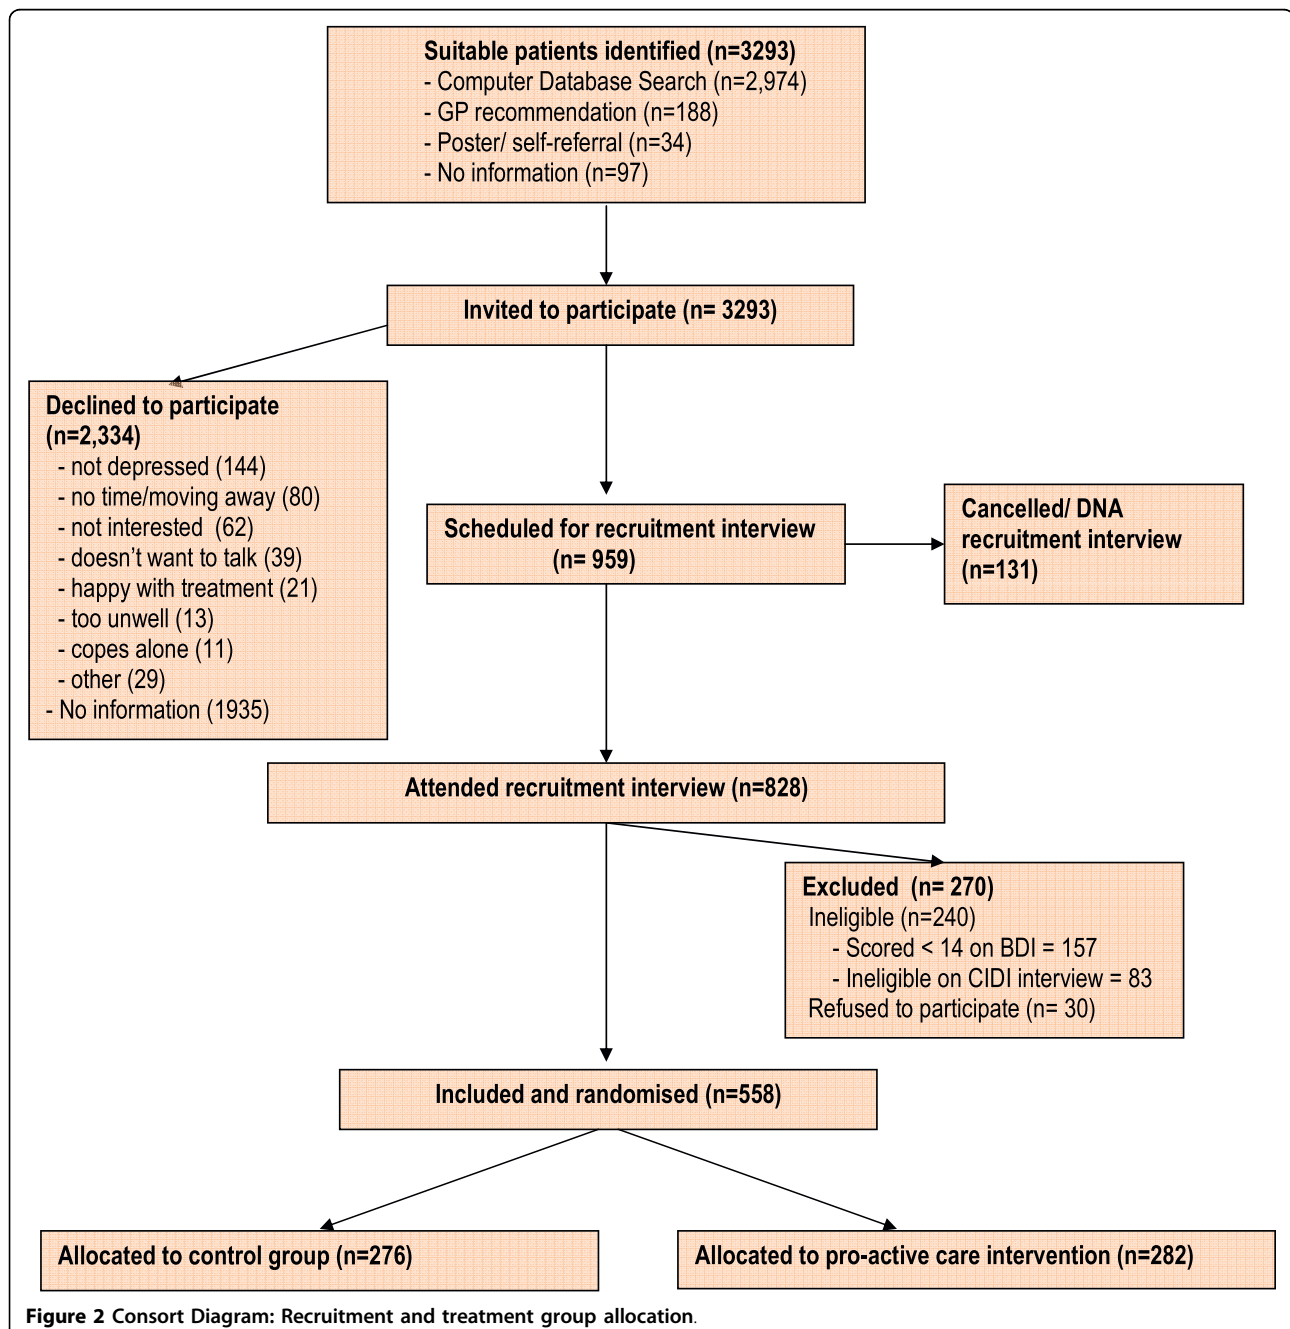 Suitable patients identified (n=3293)
- Computer Database Search (n=2,974)
- GP recommendation (n=188)
- Poster/ self-referral (n=34)
- No information (n=97)
Invited to participate (n= 3293)
Declined to participate
(n=2,334)
- not depressed (144)
- no time/moving away (80)
- not interested (62)
- doesn't want to talk (39)
- happy with treatment (21)
- too unwell (13)
- copes alone (11)
- other (29)
- No information (1935)
Scheduled for recruitment interview
(n= 959)
Cancelled/ DNA
recruitment interview
(n=131)
Attended recruitment interview (n=828)
Excluded (n= 270)
Ineligible (n=240)
- Scored < 14 on BDI = 157
- Ineligible on CIDI interview = 83
Refused to participate (n= 30)
Included and randomised (n=558)
Allocated to control group (n=276)
Allocated to pro-active care intervention (n=282)
Figure 2 Consort Diagram: Recruitment and treatment group allocation.